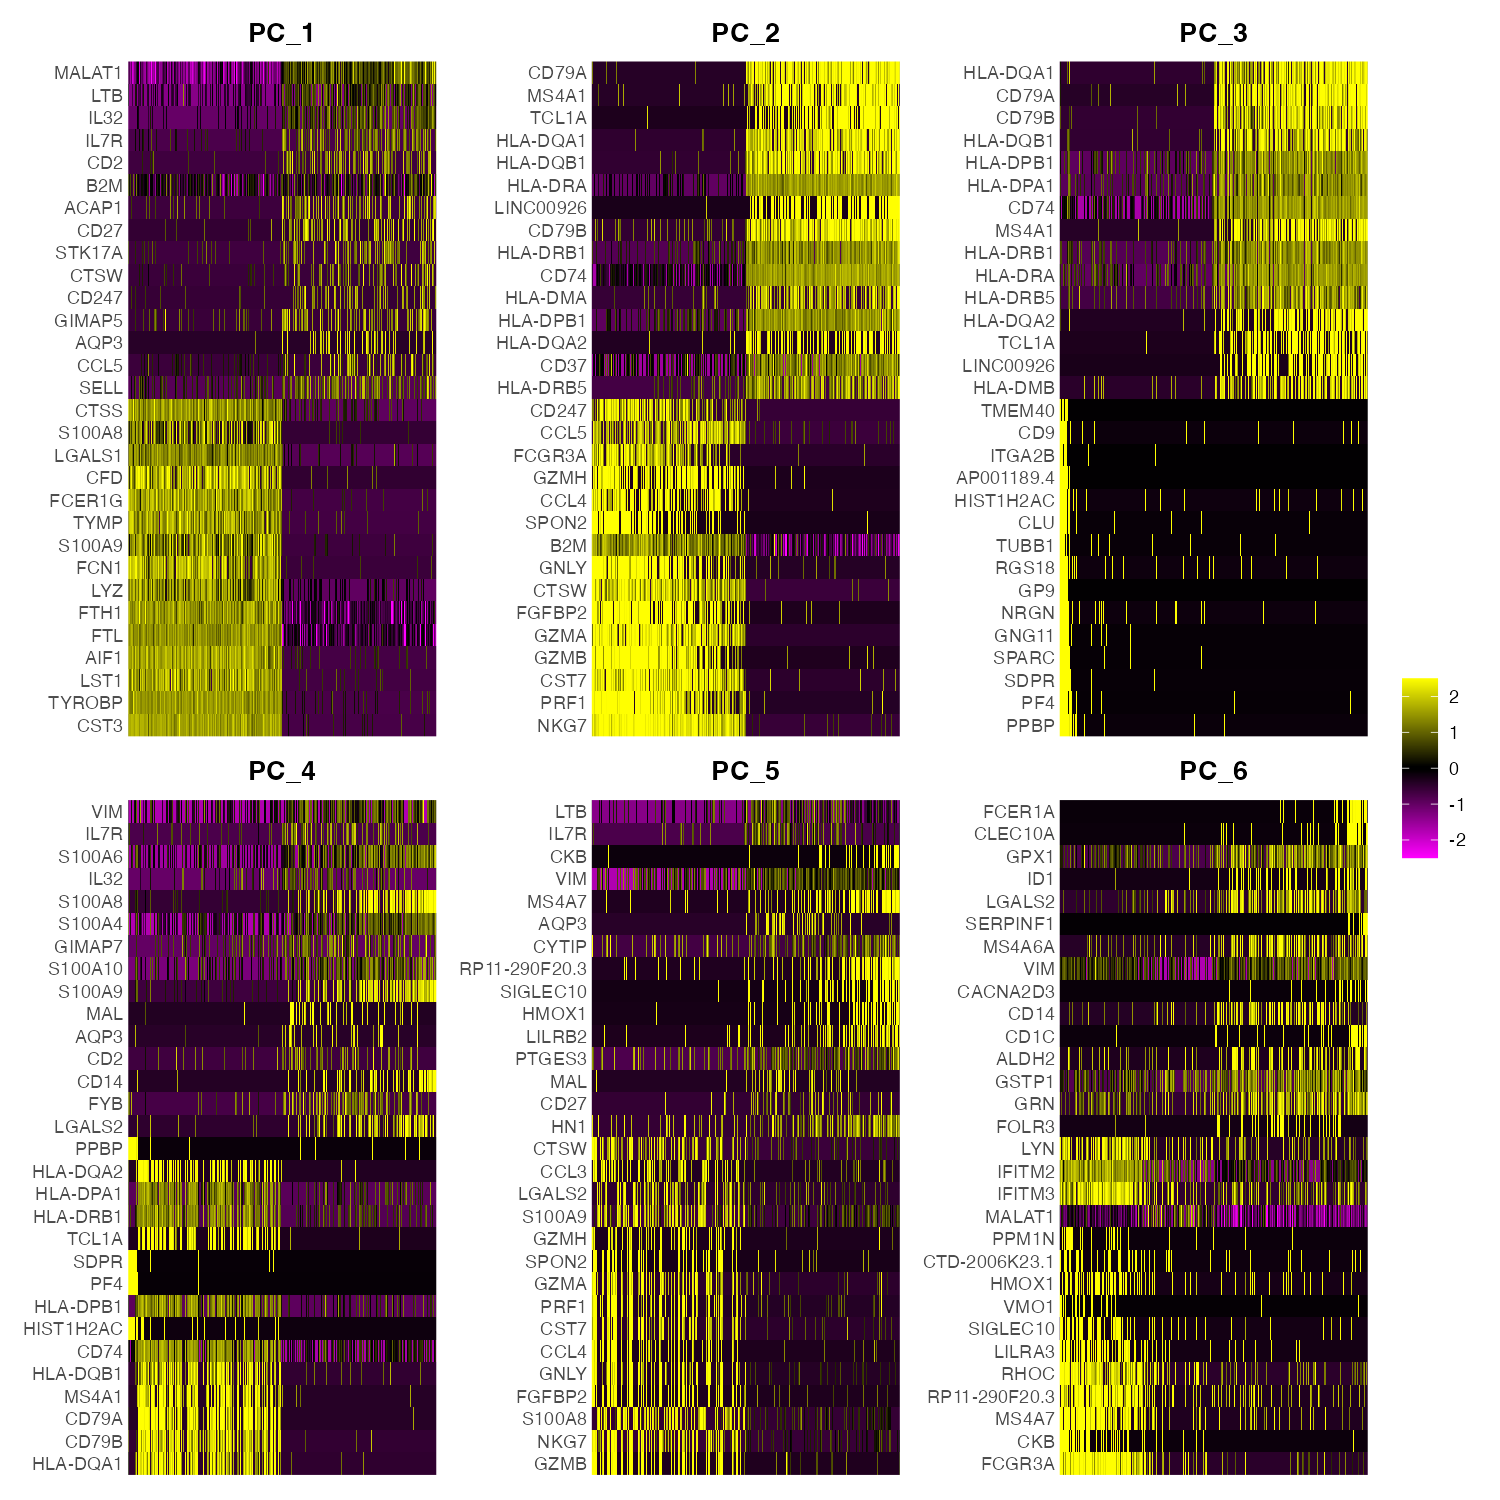 PC_1
MALAT1
LTB
IL32
IL7R
CD2
B2M
ACAP1
CD27
STK17A
CTSW
CD247
GIMAP5
AQP3
CCL5
SELL
CTSS
S100A8
LGALS1
CFD
FCER1G
TYMP
S100A9
FCN1
LYZ
FTH1
FTL
AIF1
LST1
TYROBP
CST3
PC_2
CD79A
MS4A1
TCL1A
HLA-DQA1
HLA-DQB1
HLA-DRA
LINC00926
CD79B
HLA-DRB1
CD74
HLA-DMA
HLA-DPB1
HLA-DQA2
CD37
HLA-DRB5
CD247
CCL5
FCGR3A
GZMH
CCL4
SPON2
B2M
GNLY
CTSW
FGFBP2
GZMA
GZMB
CST7
PRF1
NKG7
PC_3
HLA-DQA1
CD79A
CD79B
HLA-DQB1
HLA-DPB1
HLA-DPA1
CD74
MS4A1
HLA-DRB1
HLA-DRA
HLA-DRB5
HLA-DQA2
TCL1A
LINC00926
HLA-DMB
TMEM40
CD9
ITGA2B
AP001189.4
HIST1H2AC
CLU
TUBB1
RGS18
GP9
NRGN
GNG11
SPARC
SDPR
PF4
PPBP
PC_4
VIM
IL7R
S100A6
IL32
S100A8
S100A4
GIMAP7
S100A10
S100A9
MAL
AQP3
CD2
CD14
FYB
LGALS2
PPBP
HLA-DQA2
HLA-DPA1
HLA-DRB1
TCL1A
SDPR
PF4
HLA-DPB1
HIST1H2AC
CD74
HLA-DQB1
MS4A1
CD79A
CD79B
HLA-DQA1
PC_5
LTB
IL7R
CKB
VIM
MS4A7
AQP3
CYTIP
RP11-290F20.3
SIGLEC10
HMOX1
LILRB2
PTGES3
MAL
CD27
HN1
CTSW
CCL3
LGALS2
S100A9
GZMH
SPON2
GZMA
PRF1
CST7
CCL4
GNLY
FGFBP2
S100A8
NKG7
GZMB
PC_6
FCER1A
CLEC10A
GPX1
ID1
LGALS2
SERPINF1
MS4A6A
VIM
CACNA2D3
CD14
CD1C
ALDH2
GSTP1
GRN
FOLR3
LYN
IFITM2
IFITM3
MALAT1
PPM1N
CTD-2006K23.1
HMOX1
VMO1
SIGLEC10
LILRA3
RHOC
RP11-290F20.3
MS4A7
CKB
FCGR3A
2
1
0
-1
-2